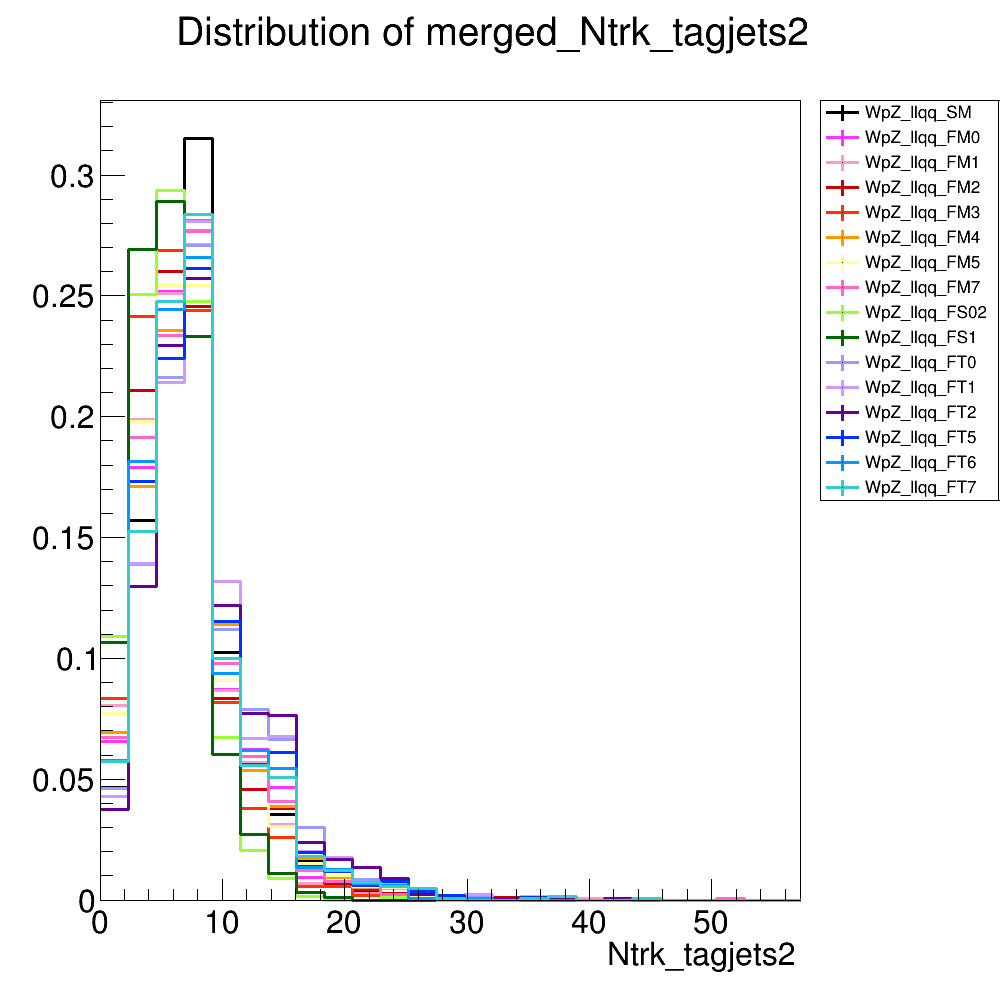 Distribution of merged_Ntrk_tagjets2
WpZ_llqq_SM
WpZ_llqq_FM0
WpZ_llqq_FM1
WpZ_llqq_FM2
WpZ_llqq_FM3
WpZ_llqq_FM4
WpZ_llqq_FM5
WpZ_llqq_FM7
WpZ_llqq_FS02
WpZ_llqq_FS1
WpZ_llqq_FT0
WpZ_llqq_FT1
WpZ_llqq_FT2
WpZ_llqq_FT5
WpZ_llqq_FT6
WpZ_llqq_FT7
0.3
0.25
0.2
0.15
0.1
0.05
0
0 10 20 30 40 50
Ntrk_tagjets2